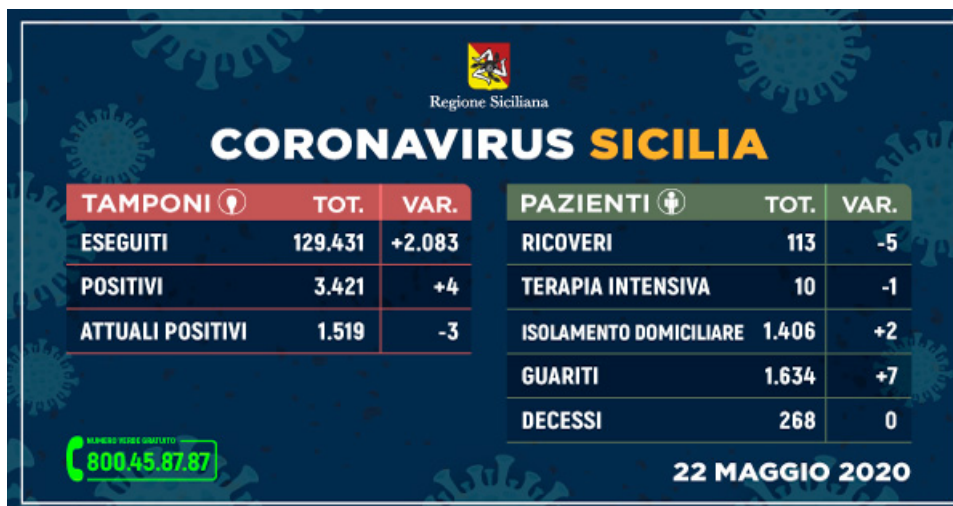 Regione Siciliana
CORONAVIRUS SICILIA
TAMPONI TOT. VAR.
ESEGUITI 129.431 +2.083
POSITIVI 3.421 +4
ATTUALI POSITIVI 1.519 -3
PAZIENTI TOT. VAR.
RICOVERI 113 -5
TERAPIA INTENSIVA 10 -1
ISOLAMENTO DOMICILIARE 1.406 +2
GUARITI 1.634 +7
DECESSI 268 0
NUMERO VERDE GRATUITO
800.45.87.87
22 MAGGIO 2020